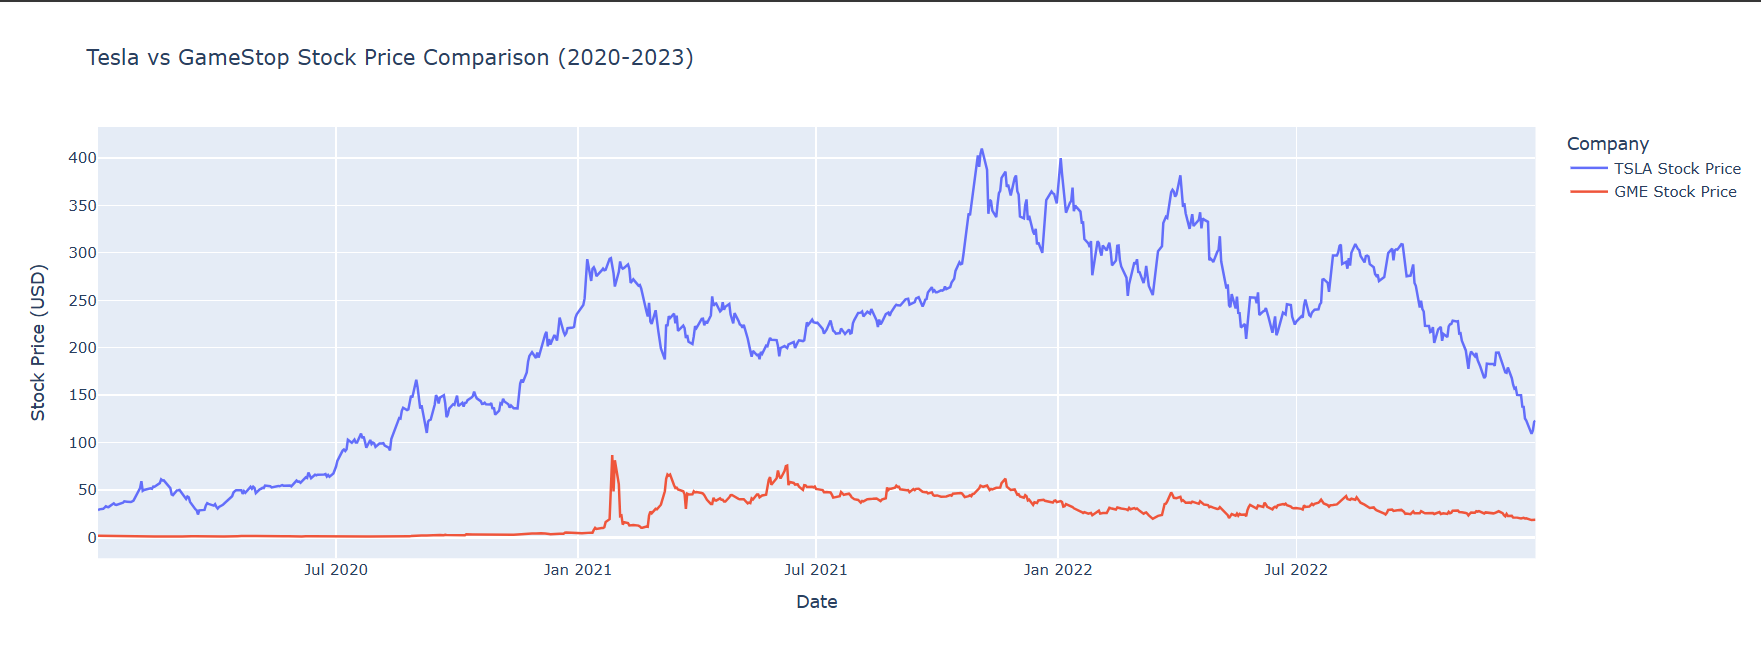 Tesla vs GameStop Stock Price Comparison (2020-2023)
Company
TSLA Stock Price
GME Stock Price
Stock Price (USD)
400
350
300
250
200
150
100
50
0
Jul 2020
Jan 2021
Jul 2021
Jan 2022
Jul 2022
Date